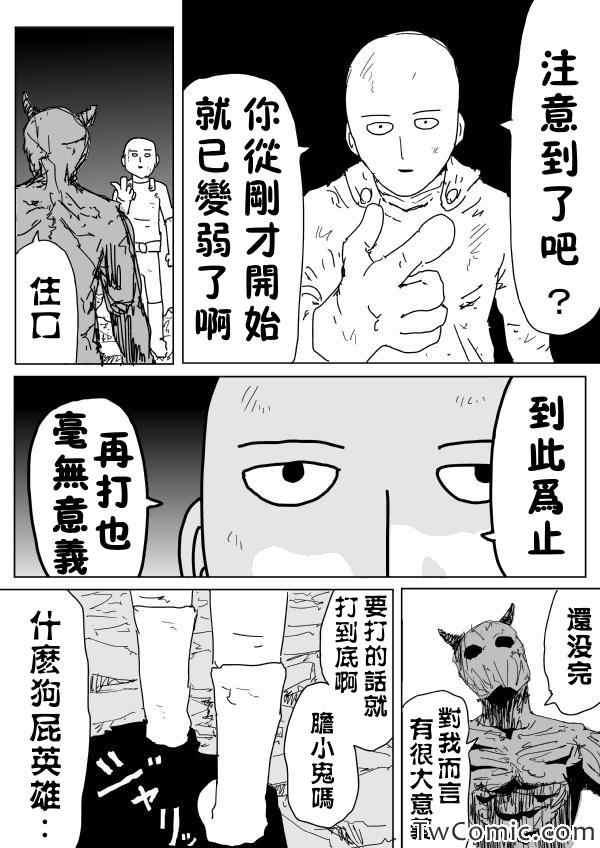 注意到了吧？
你從剛才開始
就已變弱了啊
住口
到此爲止
再打也
毫無意義
還没完
對我而言
有很大意義
要打的話就
打到底啊
膽小鬼嗎
ジャリ
什麽狗屁英雄…
TwComic.com